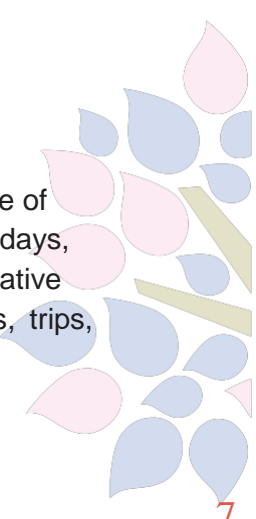 e of
days,
ative
s, trips,
7